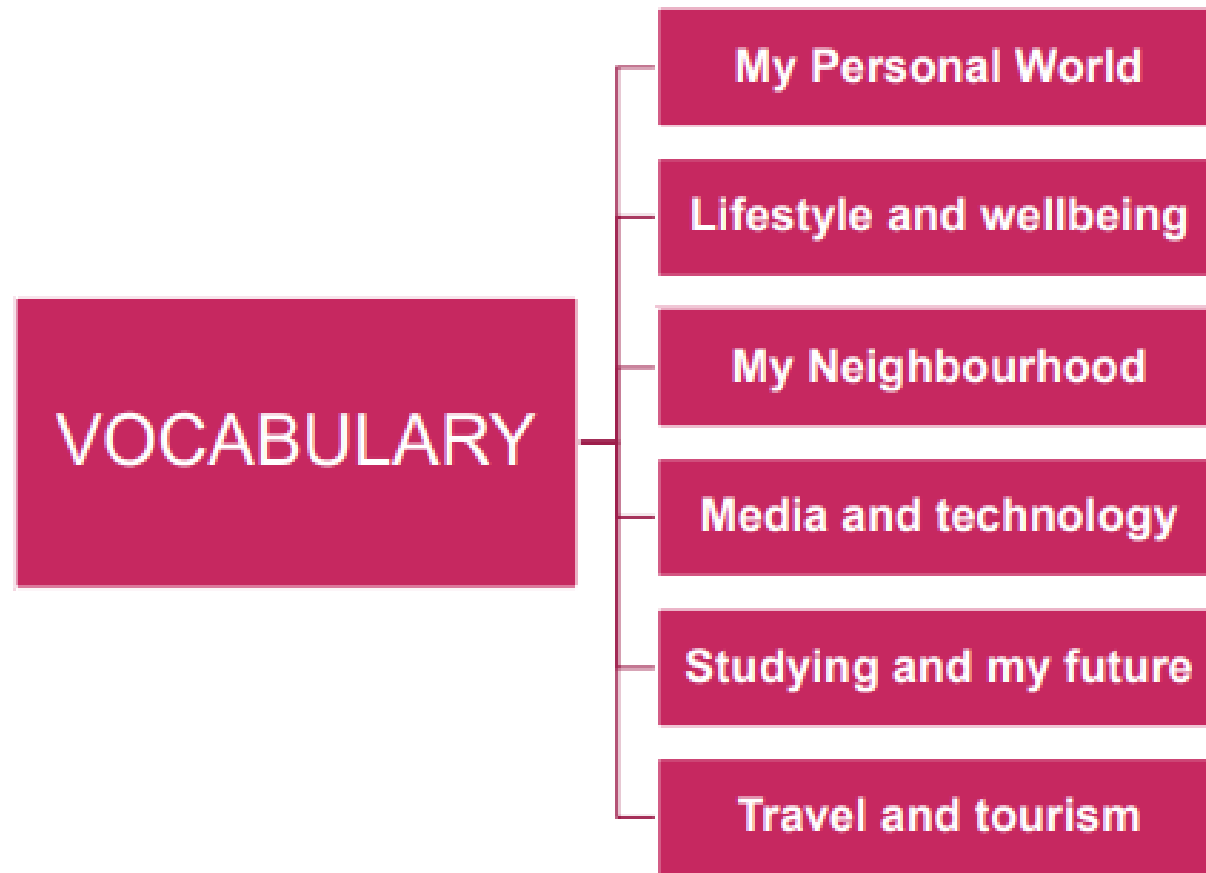 VOCABULARY
My Personal World
Lifestyle and wellbeing
My Neighbourhood
Media and technology
Studying and my future
Travel and tourism